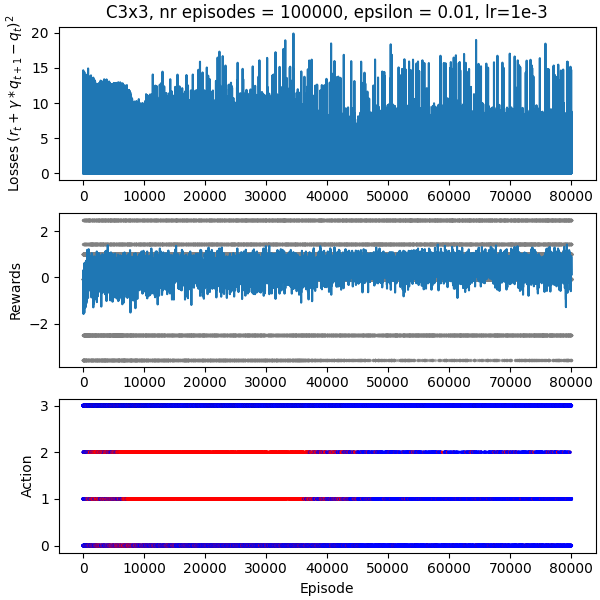 C3x3, nr episodes = 100000, epsilon = 0.01, lr=1e-3
Losses $(r_t + \gamma * q_{t+1} - q_t)^2$
20
15
10
5
0
0 10000 20000 30000 40000 50000 60000 70000 80000
Rewards
2
0
−2
0 10000 20000 30000 40000 50000 60000 70000 80000
Action
3
2
1
0
0 10000 20000 30000 40000 50000 60000 70000 80000
Episode